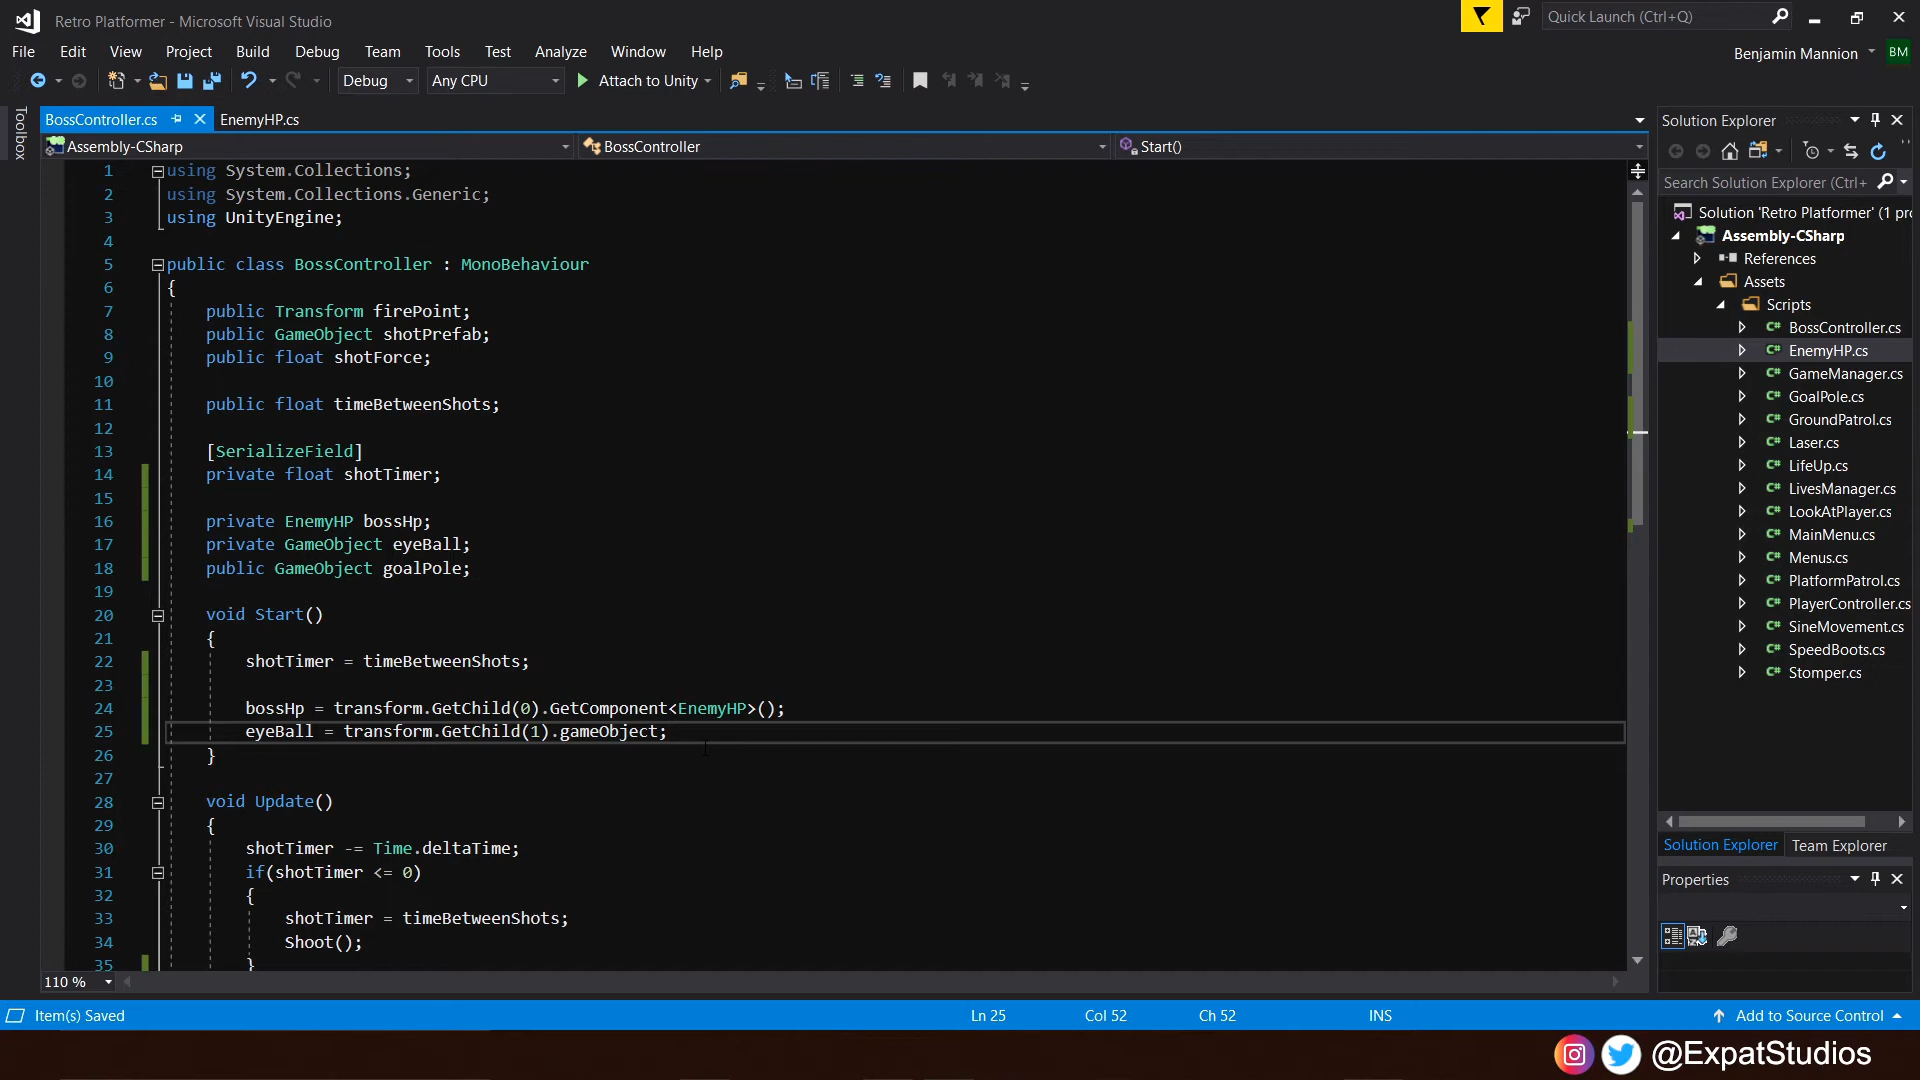 Retro Platformer - Microsoft Visual Studio
Quick Launch (Ctrl+Q)
File Edit View Project Build Debug Team Tools Test Analyze Window Help
Benjamin Mannion BM
Debug Any CPU Attach to Unity
Toolbox
BossController.cs EnemyHP.cs
Assembly-CSharp BossController Start()
1 using System.Collections;
2 using System.Collections.Generic;
3 using UnityEngine;
4
5 public class BossController : MonoBehaviour
6 {
7 public Transform firePoint;
8 public GameObject shotPrefab;
9 public float shotForce;
10
11 public float timeBetweenShots;
12
13 [SerializeField]
14 private float shotTimer;
15
16 private EnemyHP bossHp;
17 private GameObject eyeBall;
18 public GameObject goalPole;
19
20 void Start()
21 {
22 shotTimer = timeBetweenShots;
23
24 bossHp = transform.GetChild(0).GetComponent<EnemyHP>();
25 eyeBall = transform.GetChild(1).gameObject;
26 }
27
28 void Update()
29 {
30 shotTimer -= Time.deltaTime;
31 if(shotTimer <= 0)
32 {
33 shotTimer = timeBetweenShots;
34 Shoot();
35 }
110 %
Solution Explorer
Search Solution Explorer (Ctrl+
Solution 'Retro Platformer' (1 pro
Assembly-CSharp
References
Assets
Scripts
C# BossController.cs
C# EnemyHP.cs
C# GameManager.cs
C# GoalPole.cs
C# GroundPatrol.cs
C# Laser.cs
C# LifeUp.cs
C# LivesManager.cs
C# LookAtPlayer.cs
C# MainMenu.cs
C# Menus.cs
C# PlatformPatrol.cs
C# PlayerController.cs
C# SineMovement.cs
C# SpeedBoots.cs
C# Stomper.cs
Solution Explorer Team Explorer
Properties
Item(s) Saved Ln 25 Col 52 Ch 52 INS Add to Source Control
@ExpatStudios